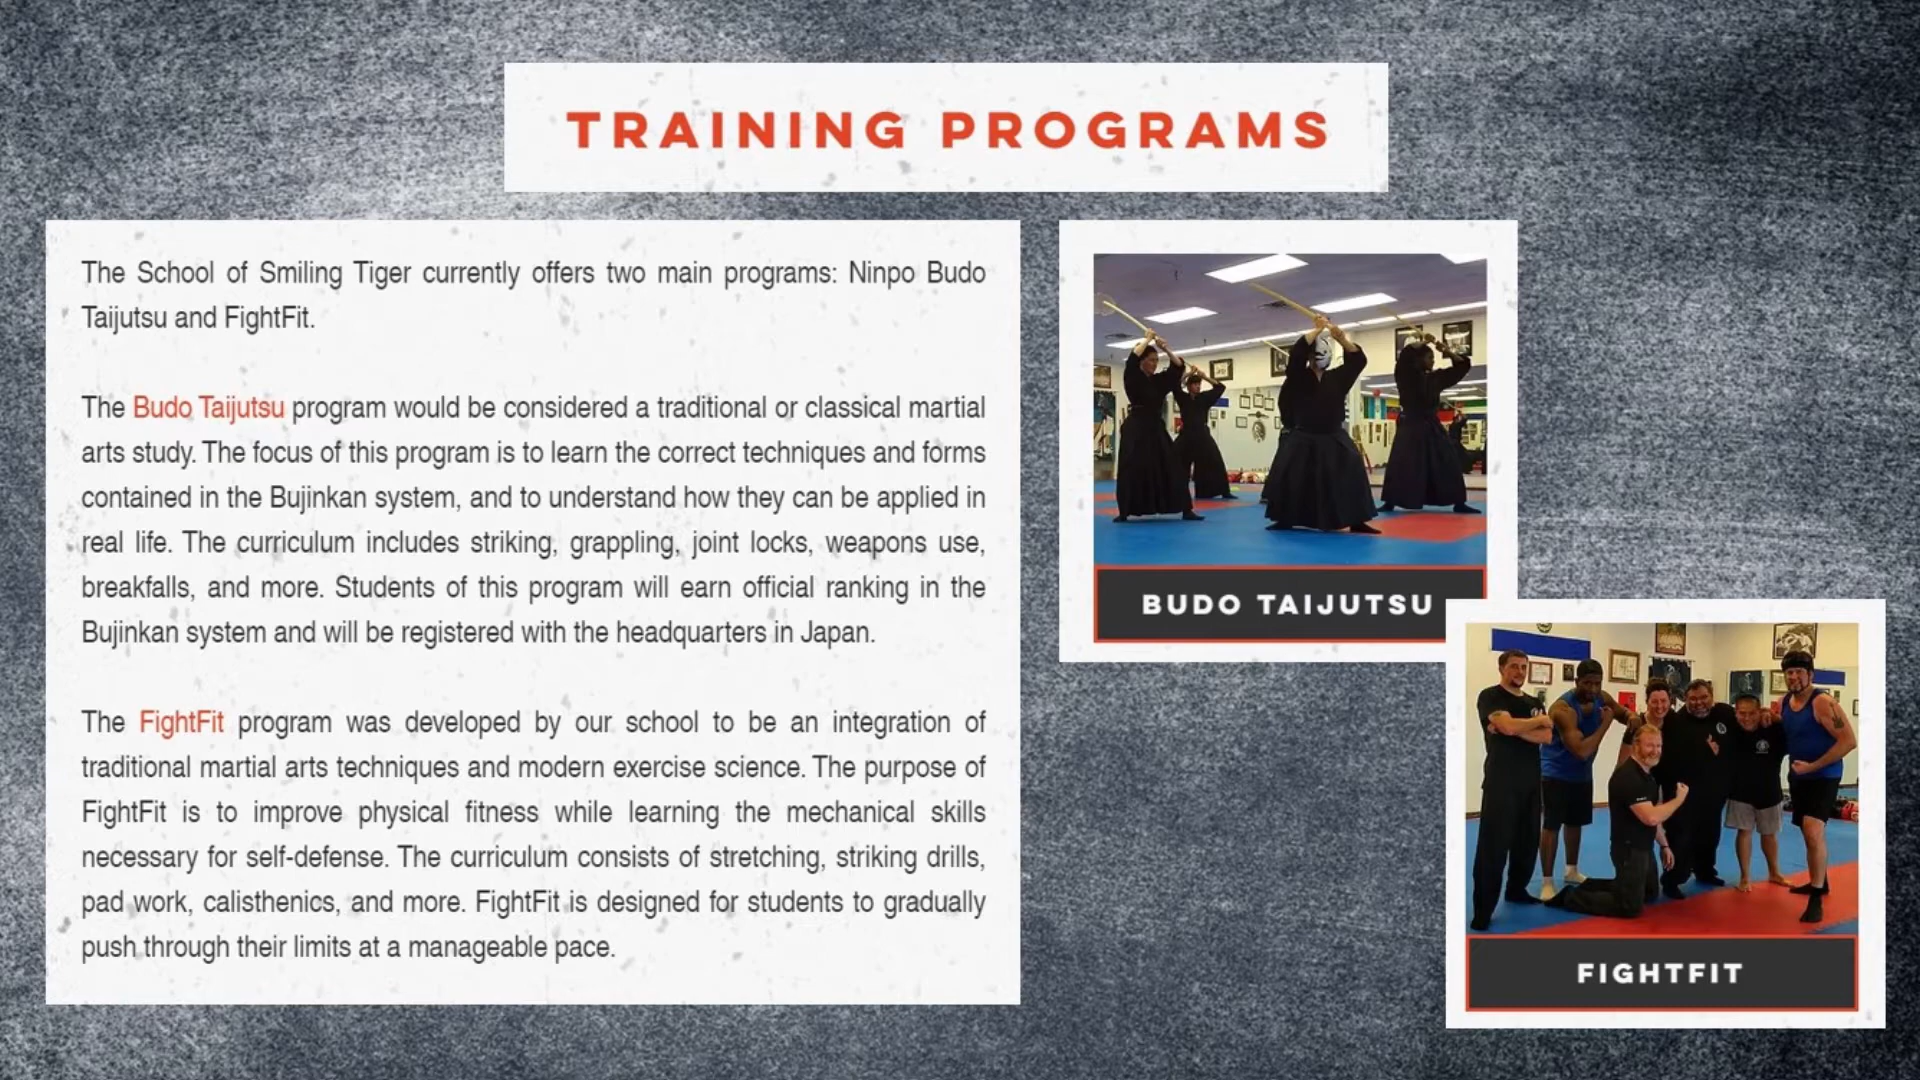 TRAINING PROGRAMS
The School of Smiling Tiger currently offers two main programs: Ninpo Budo
Taijutsu and FightFit.
The Budo Taijutsu program would be considered a traditional or classical martial
arts study. The focus of this program is to learn the correct techniques and forms
contained in the Bujinkan system, and to understand how they can be applied in
real life. The curriculum includes striking, grappling, joint locks, weapons use,
breakfalls, and more. Students of this program will earn official ranking in the
Bujinkan system and will be registered with the headquarters in Japan.
The FightFit program was developed by our school to be an integration of
traditional martial arts techniques and modern exercise science. The purpose of
FightFit is to improve physical fitness while learning the mechanical skills
necessary for self-defense. The curriculum consists of stretching, striking drills,
pad work, calisthenics, and more. FightFit is designed for students to gradually
push through their limits at a manageable pace.
BUDO TAIJUTSU
FIGHTFIT